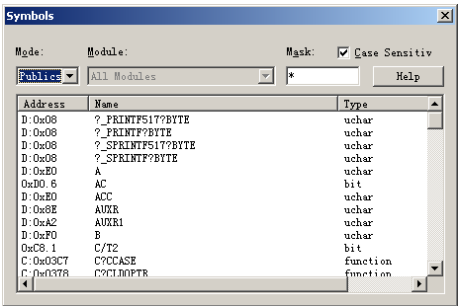 Symbols
Mode: Module: Mask: Case Sensitiv
Publics All Modules * Help
Address Name Type
D:0x08 ?_PRINTF517?BYTE uchar
D:0x08 ?_PRINTF?BYTE uchar
D:0x08 ?_SPRINTF517?BYTE uchar
D:0x08 ?_SPRINTF?BYTE uchar
D:0xE0 A uchar
0xD0.6 AC bit
D:0xE0 ACC uchar
D:0x8E AUXR uchar
D:0xA2 AUXR1 uchar
D:0xF0 B uchar
0xC8.1 C/T2 bit
C:0x03C7 C?CCASE function
C:0x0378 C?CLDOPTR function